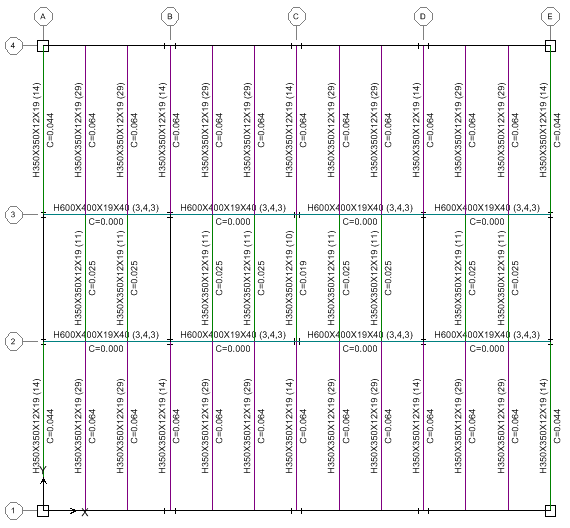 A
B
C
D
E
4
H350X350X12X19 (14)
C=0.044
H350X350X12X19 (29)
C=0.064
H350X350X12X19 (29)
C=0.064
H350X350X12X19 (14)
C=0.064
H350X350X12X19 (29)
C=0.064
H350X350X12X19 (29)
C=0.064
H350X350X12X19 (14)
C=0.064
H350X350X12X19 (29)
C=0.064
H350X350X12X19 (29)
C=0.064
H350X350X12X19 (14)
C=0.064
H350X350X12X19 (29)
C=0.064
H350X350X12X19 (29)
C=0.064
H350X350X12X19 (14)
C=0.044
3
H600X400X19X40 (3,4,3)
C=0.000
H600X400X19X40 (3,4,3)
C=0.000
H600X400X19X40 (3,4,3)
C=0.000
H600X400X19X40 (3,4,3)
C=0.000
H350X350X12X19 (11)
C=0.025
H350X350X12X19 (11)
C=0.025
H350X350X12X19 (11)
C=0.025
H350X350X12X19 (11)
C=0.025
H350X350X12X19 (10)
C=0.019
H350X350X12X19 (11)
C=0.025
H350X350X12X19 (11)
C=0.025
H350X350X12X19 (11)
C=0.025
H350X350X12X19 (11)
C=0.025
2
H600X400X19X40 (3,4,3)
C=0.000
H600X400X19X40 (3,4,3)
C=0.000
H600X400X19X40 (3,4,3)
C=0.000
H600X400X19X40 (3,4,3)
C=0.000
H350X350X12X19 (14)
C=0.044
H350X350X12X19 (29)
C=0.064
H350X350X12X19 (29)
C=0.064
H350X350X12X19 (14)
C=0.064
H350X350X12X19 (29)
C=0.064
H350X350X12X19 (29)
C=0.064
H350X350X12X19 (14)
C=0.064
H350X350X12X19 (29)
C=0.064
H350X350X12X19 (29)
C=0.064
H350X350X12X19 (14)
C=0.064
H350X350X12X19 (29)
C=0.064
H350X350X12X19 (29)
C=0.064
H350X350X12X19 (14)
C=0.044
Y
1
X